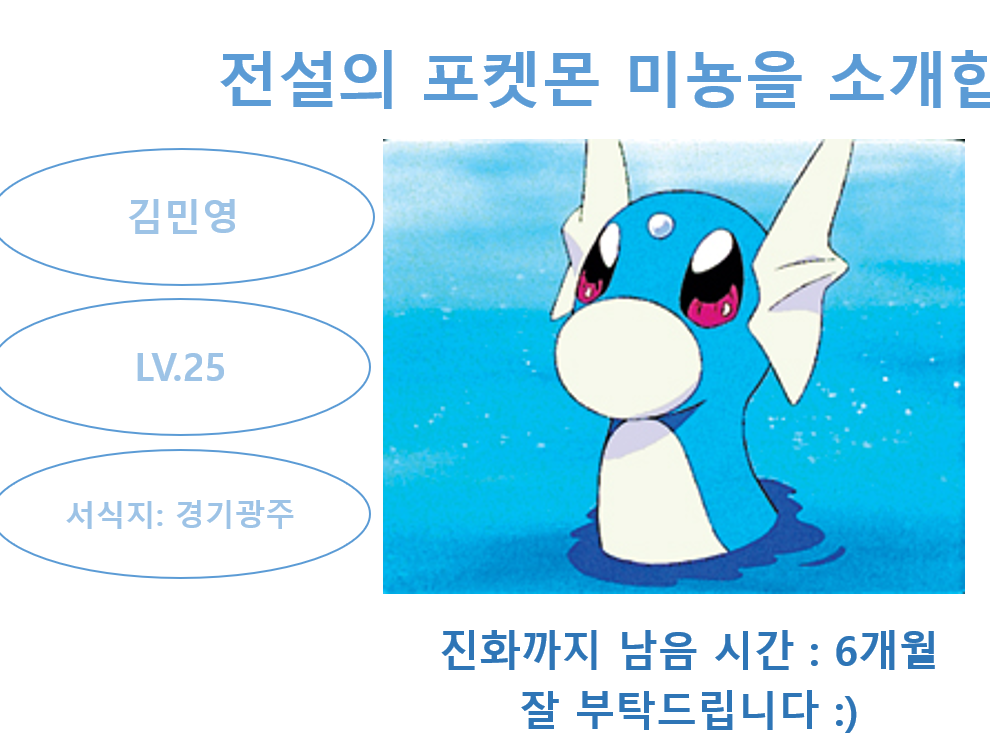 전설의 포켓몬 미뇽을 소개합
김민영
LV.25
서식지: 경기광주
진화까지 남음 시간 : 6개월
잘 부탁드립니다 :)